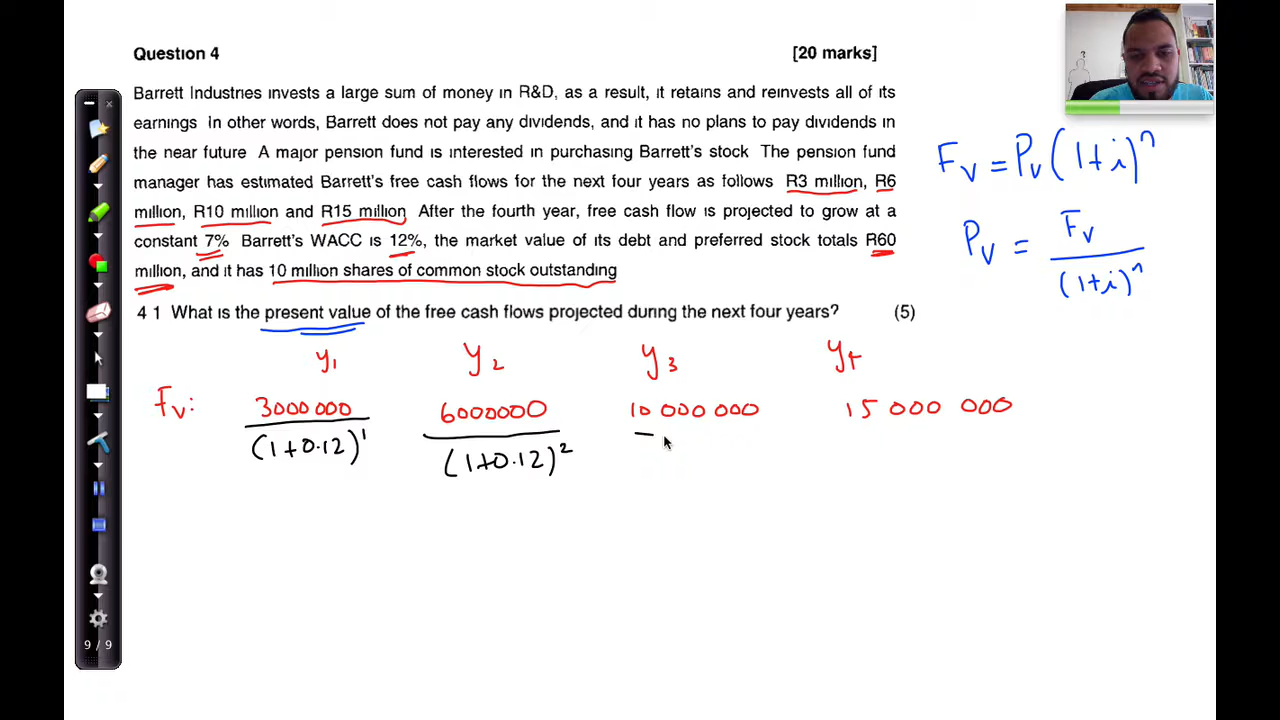 Question 4 [20 marks]
Barrett Industries invests a large sum of money in R&D, as a result, it retains and reinvests all of its
earnings In other words, Barrett does not pay any dividends, and it has no plans to pay dividends in
the near future A major pension fund is interested in purchasing Barrett's stock The pension fund
manager has estimated Barrett's free cash flows for the next four years as follows R3 million, R6
million, R10 million and R15 million After the fourth year, free cash flow is projected to grow at a
constant 7% Barrett's WACC is 12%, the market value of its debt and preferred stock totals R60
million, and it has 10 million shares of common stock outstanding
4 1 What is the present value of the free cash flows projected during the next four years? (5)
Fv = Pv(1+i)^n
Pv = Fv
(1+i)^n
y1 y2 y3 y4
Fv: 3000 000 6000000 10 000 000 15 000 000
(1+0.12)^1 (1+0.12)^2
9 / 9